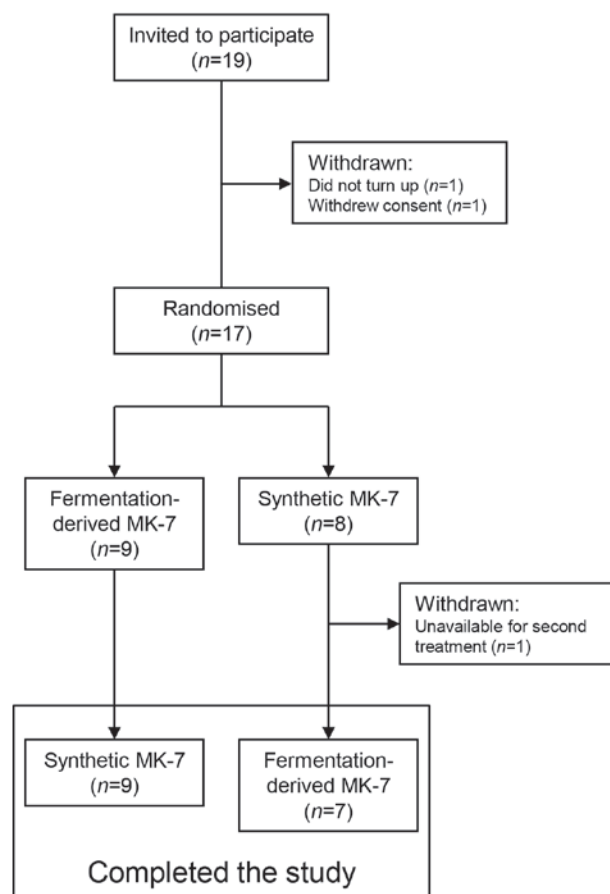 Invited to participate
(n=19)
Withdrawn:
Did not turn up (n=1)
Withdrew consent (n=1)
Randomised
(n=17)
Fermentation-
derived MK-7
(n=9)
Synthetic MK-7
(n=8)
Withdrawn:
Unavailable for second
treatment (n=1)
Synthetic MK-7
(n=9)
Fermentation-
derived MK-7
(n=7)
Completed the study